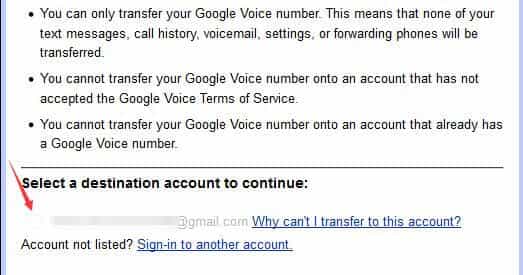 • You can only transfer your Google Voice number. This means that none of your
text messages, call history, voicemail, settings, or forwarding phones will be
transferred.
• You cannot transfer your Google Voice number onto an account that has not
accepted the Google Voice Terms of Service.
• You cannot transfer your Google Voice number onto an account that already has
a Google Voice number.
Select a destination account to continue:
@gmail.com Why can't I transfer to this account?
Account not listed? Sign-in to another account.